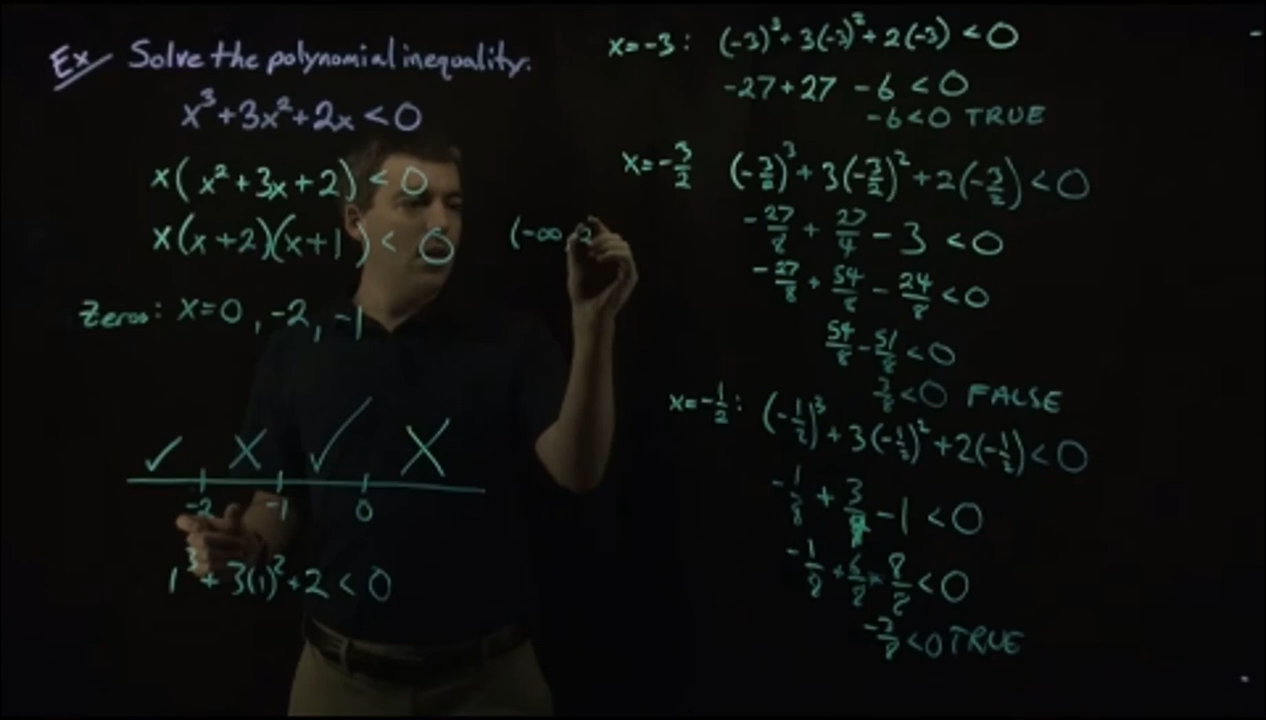 Ex Solve the polynomial inequality.
x³+3x²+2x<0
x(x²+3x+2)<0
x(x+2)(x+1)<0
Zeros: x=0, -2, -1
✓ X ✓ X
-2 -1 0
1³+3(1)²+2<0
(-∞,2
x=-3: (-3)³+3(-3)²+2(-3)<0
-27+27-6<0
-6<0 TRUE
x=-3/2 (-3/2)³+3(-3/2)²+2(-3/2)<0
-27/8+27/4-3<0
-27/8+54/8-24/8<0
54/8-51/8<0
3/8<0 FALSE
x=-1/2: (-1/2)³+3(-1/2)²+2(-1/2)<0
-1/8+3/4-1<0
-1/8+6/8-8/8<0
-3/8<0 TRUE